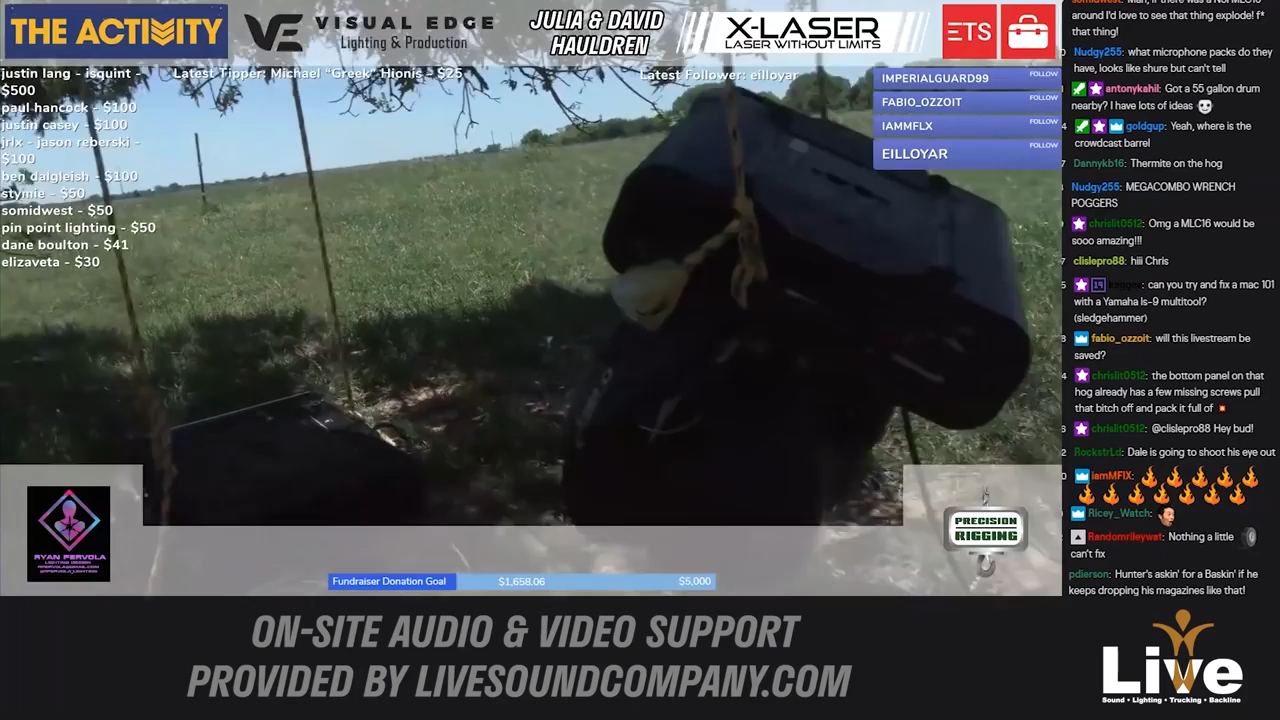 THE ACTIVITY
VE VISUAL EDGE
Lighting & Production
JULIA & DAVID
HAULDREN
X-LASER
LASER WITHOUT LIMITS
ETS
justin lang - isquint -
$500
paul hancock - $100
justin casey - $100
jrlx - jason reberski -
$100
ben dalgleish - $100
stymie - $50
somidwest - $50
pin point lighting - $50
dane boulton - $41
elizaveta - $30
Latest Tipper: Michael "Greek" Hionis - $25
Latest Follower: eilloyar
IMPERIALGUARD99 FOLLOW
FABIO_OZZOIT FOLLOW
IAMMFLX FOLLOW
EILLOYAR FOLLOW
around I'd love to see that thing explode! f*
that thing!
Nudgy255: what microphone packs do they
have, looks like shure but can't tell
antonykahil: Got a 55 gallon drum
nearby? I have lots of ideas
goldgup: Yeah, where is the
crowdcast barrel
Dannykb16: Thermite on the hog
Nudgy255: MEGACOMBO WRENCH
POGGERS
chrislit0512: Omg a MLC16 would be
sooo amazing!!!
clislepro88: hiii Chris
can you try and fix a mac 101
with a Yamaha ls-9 multitool?
(sledgehammer)
fabio_ozzoit: will this livestream be
saved?
chrislit0512: the bottom panel on that
hog already has a few missing screws pull
that bitch off and pack it full of
chrislit0512: @clislepro88 Hey bud!
RockstrLd: Dale is going to shoot his eye out
iamMFlX:
Ricey_Watch:
Randomrileywat: Nothing a little
can't fix
pdierson: Hunter's askin' for a Baskin' if he
keeps dropping his magazines like that!
RYAN PERVOLA
LIGHTING DESIGN
PRECISION
RIGGING
Fundraiser Donation Goal $1,658.06 $5,000
ON-SITE AUDIO & VIDEO SUPPORT
PROVIDED BY LIVESOUNDCOMPANY.COM
Live
Sound • Lighting • Trucking • Backline